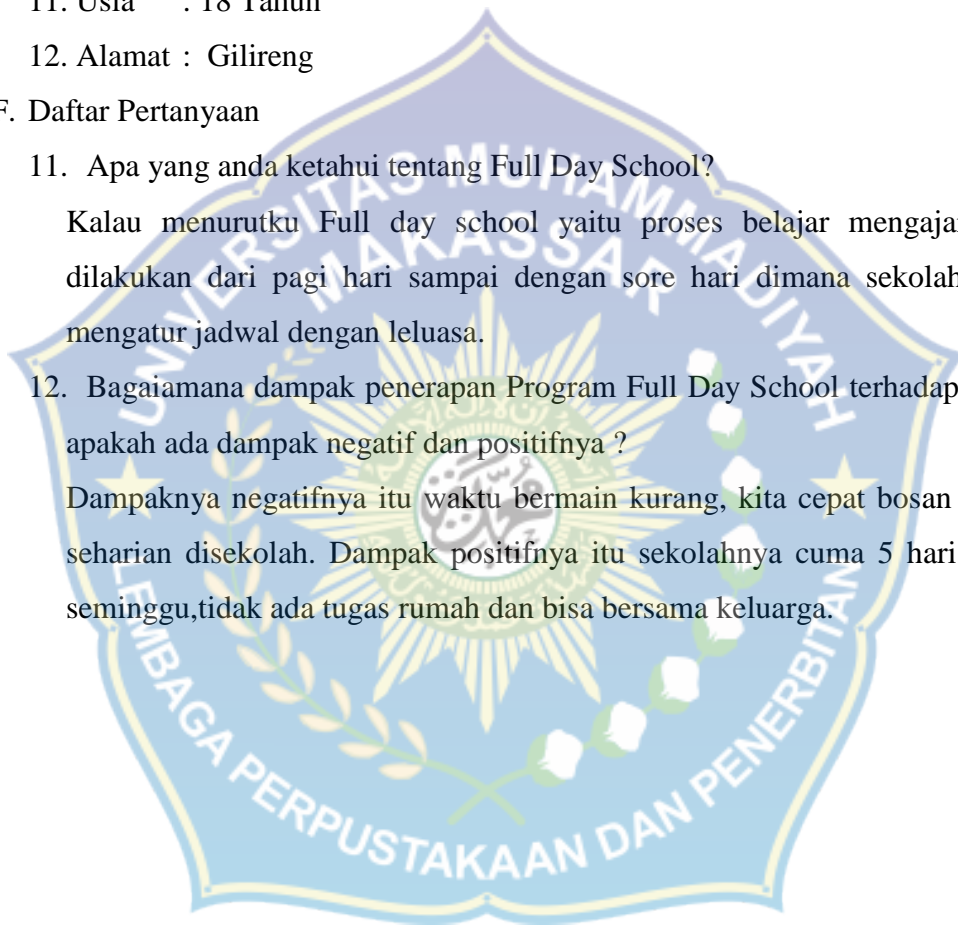 11. Usia : 18 Tahun
12. Alamat : Gilireng
F. Daftar Pertanyaan
11. Apa yang anda ketahui tentang Full Day School?
Kalau menurutku Full day school yaitu proses belajar mengajar
dilakukan dari pagi hari sampai dengan sore hari dimana sekolah
mengatur jadwal dengan leluasa.
12. Bagaiamana dampak penerapan Program Full Day School terhadap
apakah ada dampak negatif dan positifnya ?
Dampaknya negatifnya itu waktu bermain kurang, kita cepat bosan
seharian disekolah. Dampak positifnya itu sekolahnya cuma 5 hari
seminggu,tidak ada tugas rumah dan bisa bersama keluarga.
UNIVERSITAS MUHAMMADIYAH
MAKASSAR
LEMBAGA PERPUSTAKAAN DAN PENERBITAN